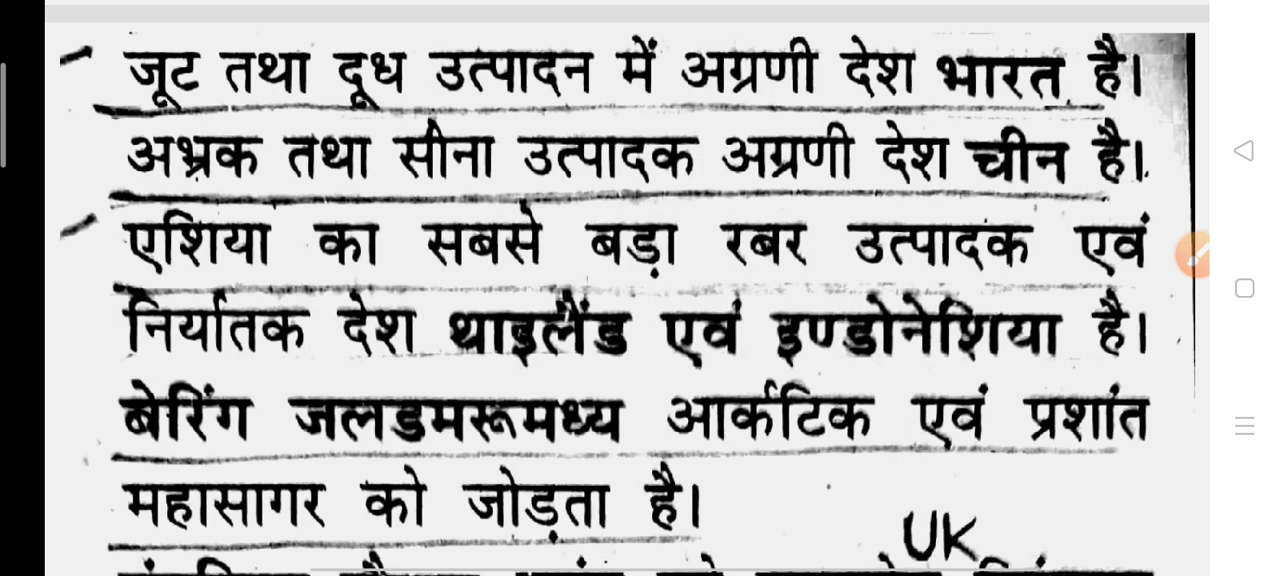 जूट तथा दूध उत्पादन में अग्रणी देश भारत है।
अभ्रक तथा सीना उत्पादक अग्रणी देश चीन है।
एशिया का सबसे बड़ा रबर उत्पादक एवं
निर्यातक देश थाइलैंड एवं इण्डोनेशिया है।
बेरिंग जलडमरूमध्य आर्कटिक एवं प्रशांत
महासागर को जोड़ता है।
UK